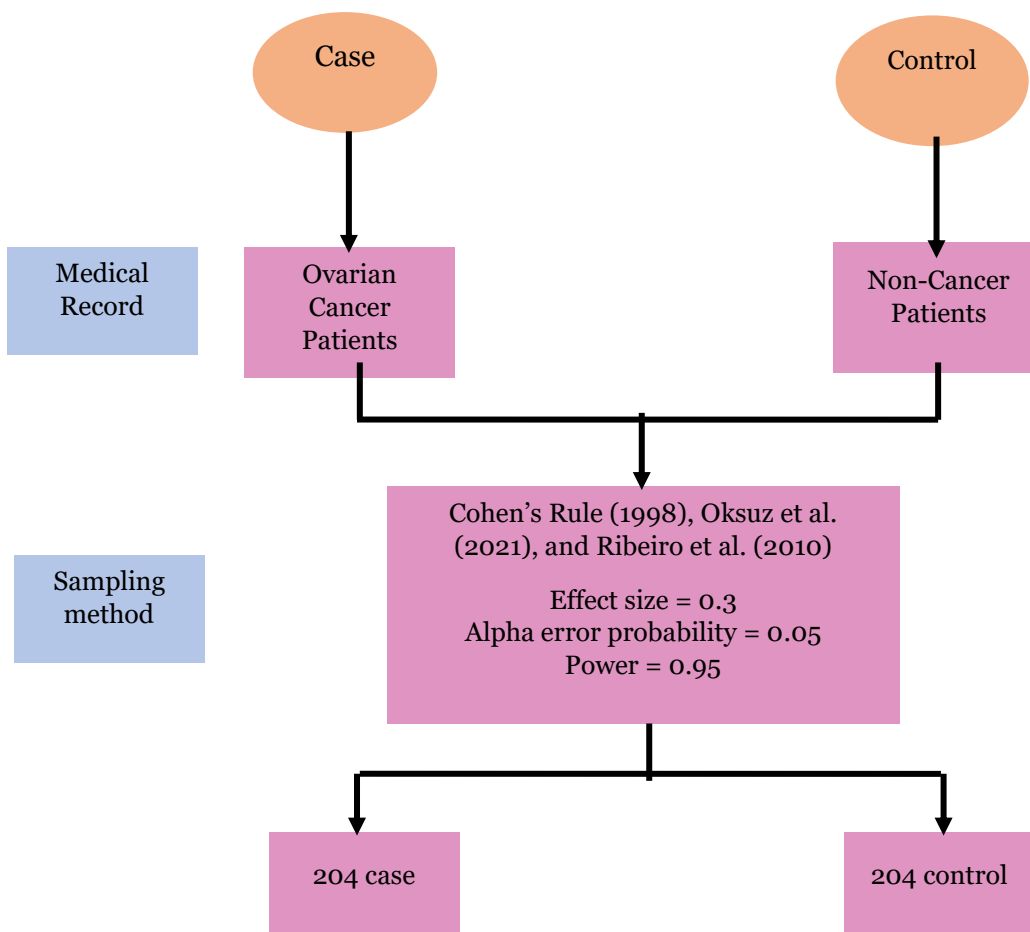 Case
Control
Medical
Record
Ovarian
Cancer
Patients
Non-Cancer
Patients
Cohen’s Rule (1998), Oksuz et al.
(2021), and Ribeiro et al. (2010)
Effect size = 0.3
Alpha error probability = 0.05
Power = 0.95
Sampling
method
204 case
204 control